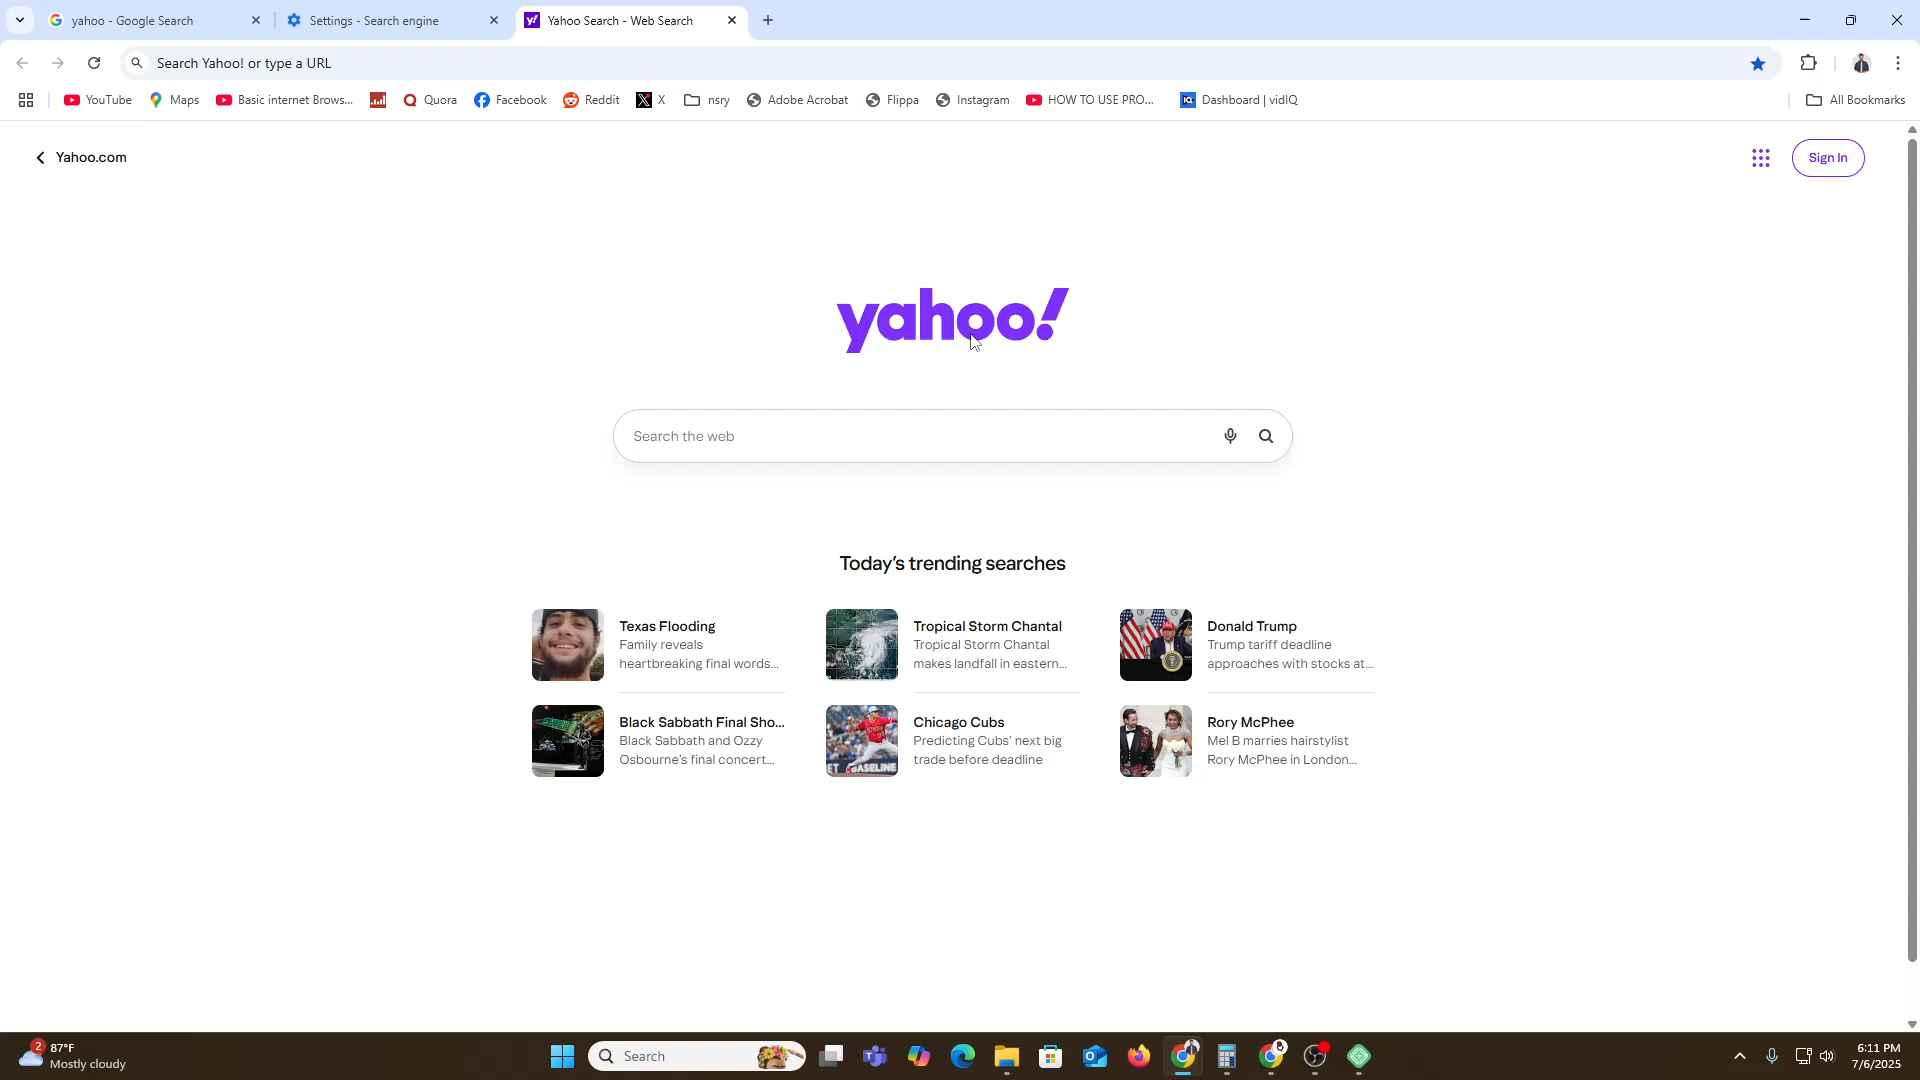 yahoo - Google Search
Settings - Search engine
Yahoo Search - Web Search
Search Yahoo! or type a URL
YouTube
Maps
Basic internet Brows...
Quora
Facebook
Reddit
X
nsry
Adobe Acrobat
Flippa
Instagram
HOW TO USE PRO...
Dashboard | vidIQ
All Bookmarks
Yahoo.com
Sign In
yahoo!
Search the web
Today's trending searches
Texas Flooding
Family reveals
heartbreaking final words...
Tropical Storm Chantal
Tropical Storm Chantal
makes landfall in eastern...
Donald Trump
Trump tariff deadline
approaches with stocks at...
Black Sabbath Final Sho...
Black Sabbath and Ozzy
Osbourne's final concert...
Chicago Cubs
Predicting Cubs' next big
trade before deadline
Rory McPhee
Mel B marries hairstylist
Rory McPhee in London...
2
87°F
Mostly cloudy
Search
6:11 PM
7/6/2025